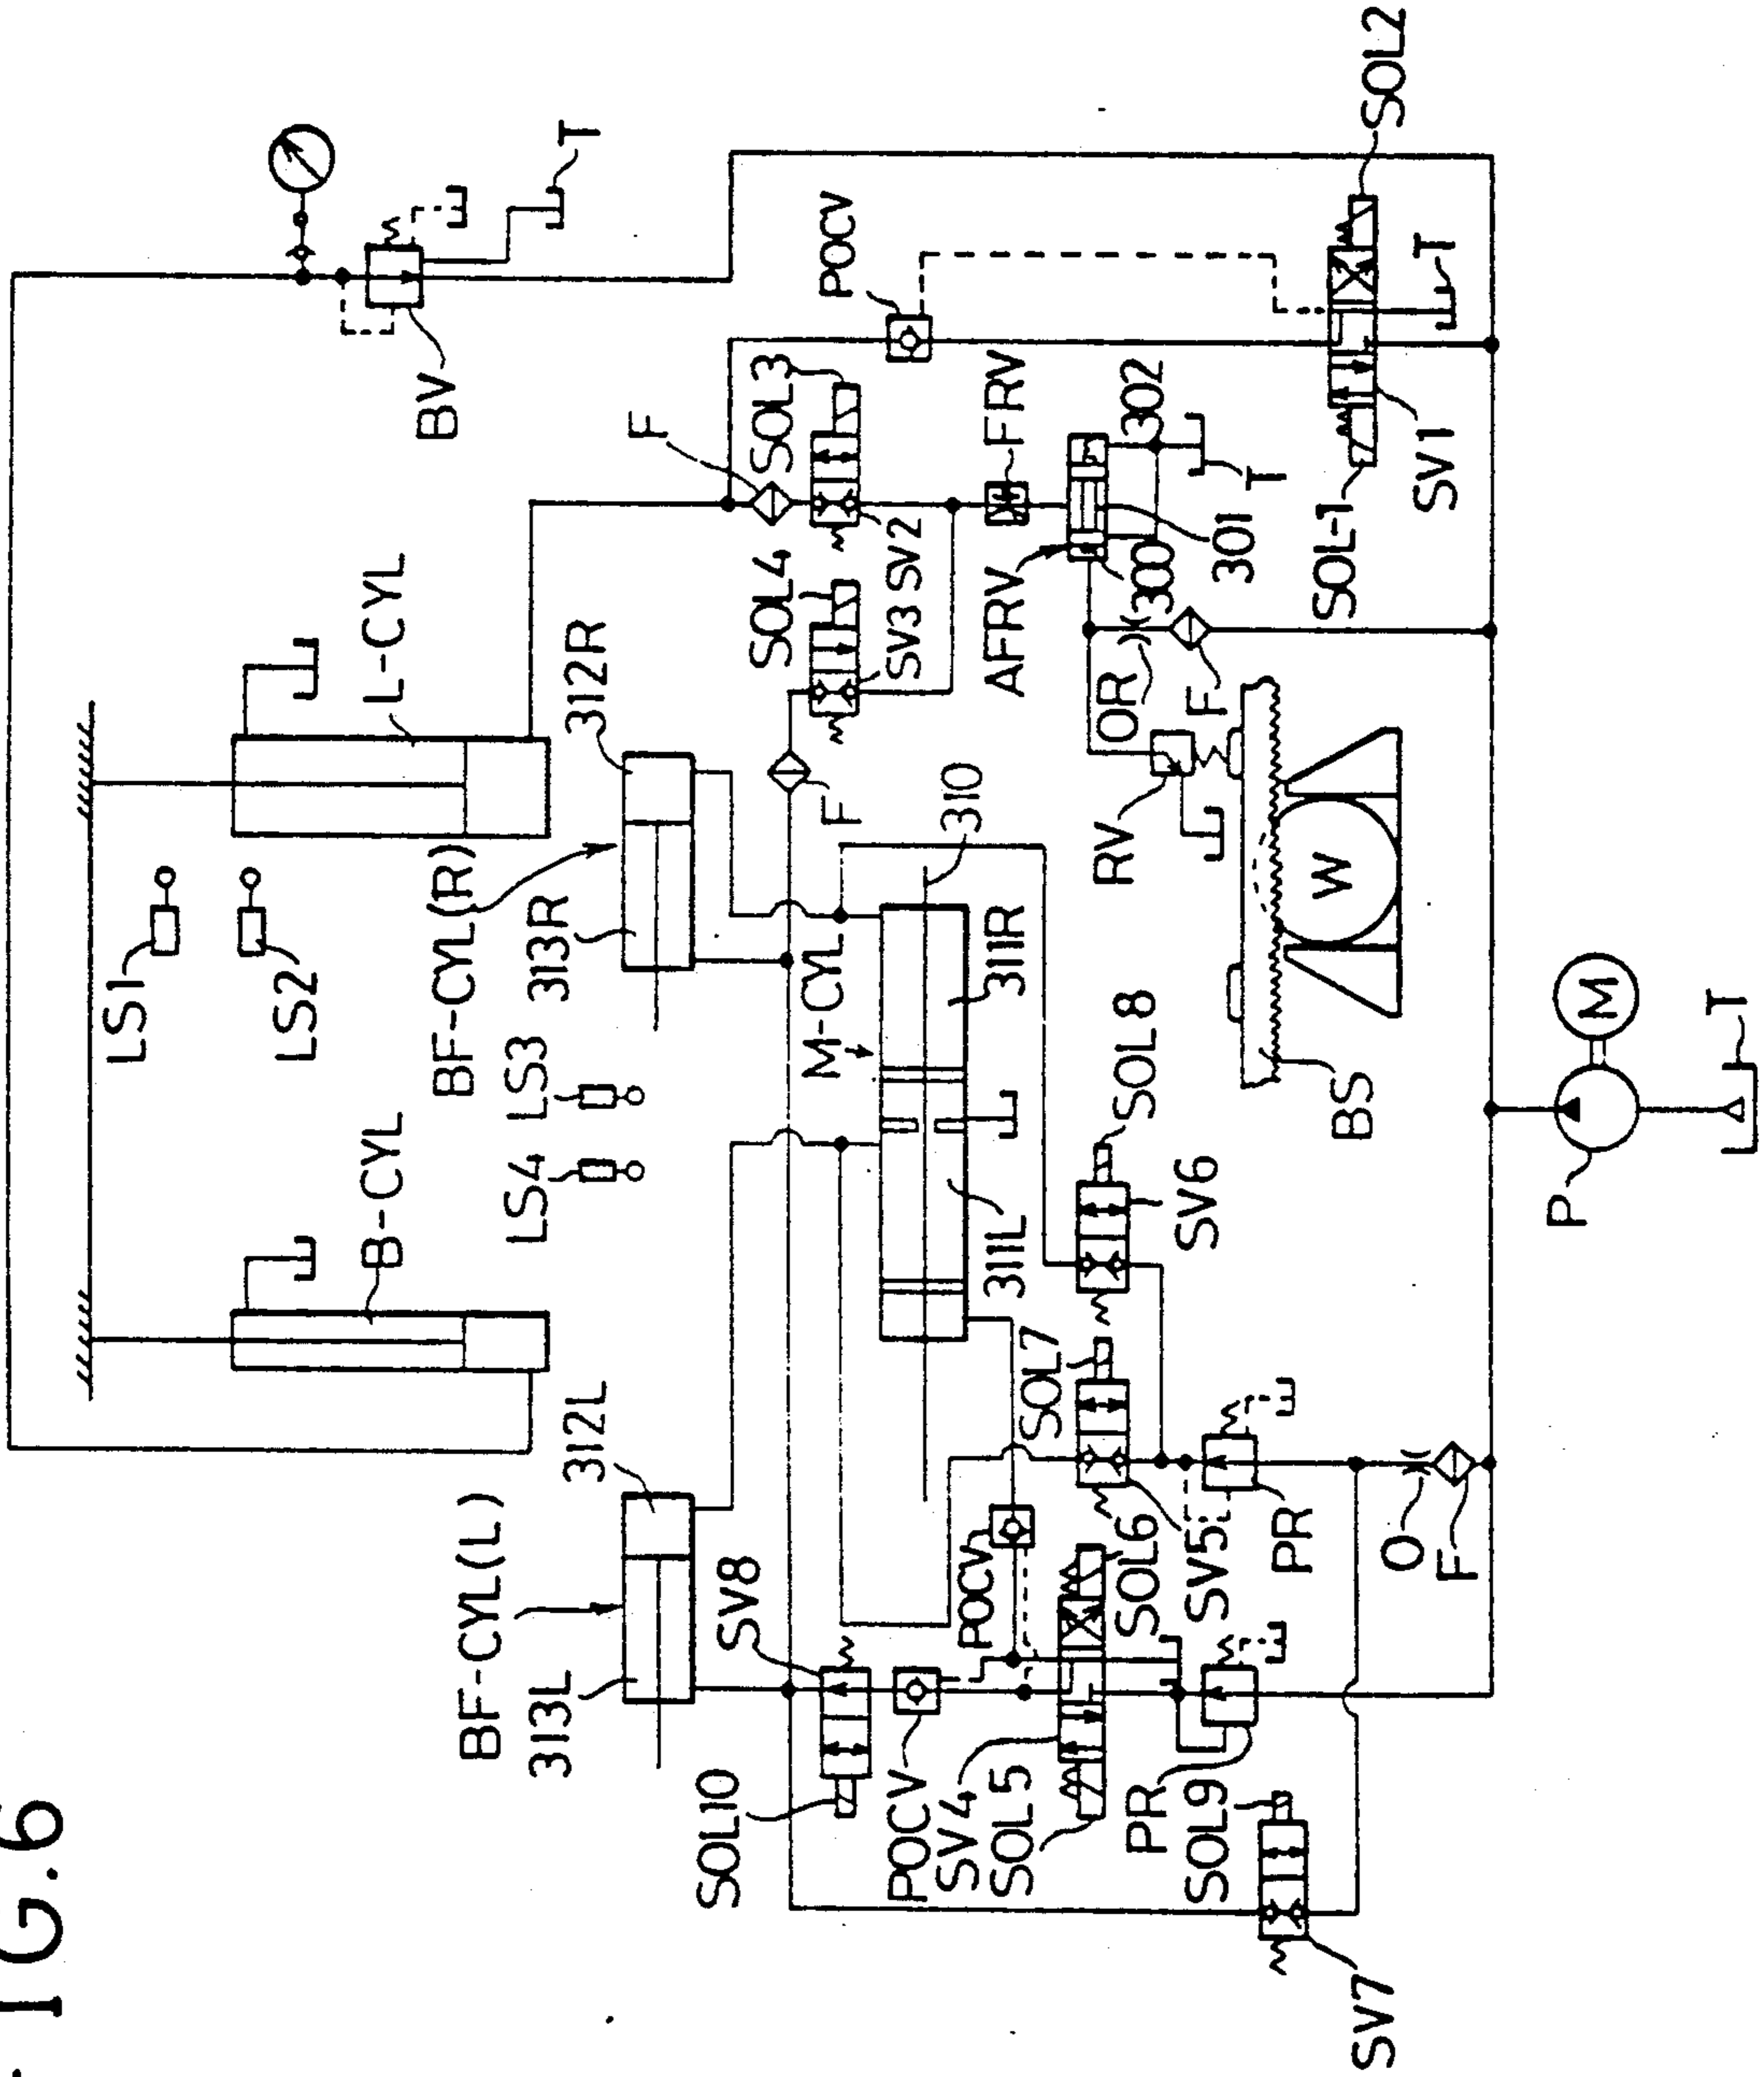 FIG.6
LS1
LS2
L-CYL
B-CYL
T
BV
BF-CYL(R)
313R
312R
LS3
LS4
BF-CYL(L)
313L
312L
F
SOL3
SOL4
SV3
SV2
F
POCV
M-CYL
310
311R
311L
FRV
AFRV
300
301
302
T
OR
F
RV
W
BS
SOL2
T
SOL-1
SV1
SV8
SOL10
POCV
POCV
SV4
SOL5
SOL6
SOL7
SV5
SOL8
SV6
PR
PR
O
F
SOL9
SV7
P
M
T